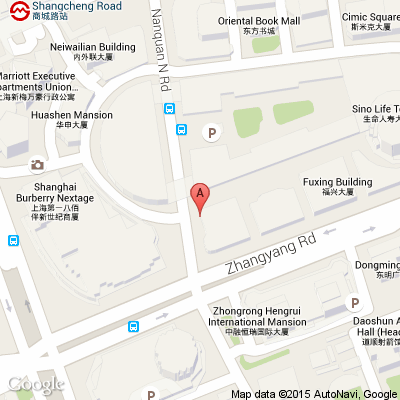 Shangcheng Road
商城路站
Nanquan N Rd
Oriental Book Mall
东方书城
Cimic Square
斯米克大厦
Neiwailian Building
内外联大厦
Marriott Executive
Apartments Union...
上海新梅万豪行政公寓
Huashen Mansion
华申大厦
P
Sino Life T
生命人寿大
Shanghai
Burberry Nextage
上海第一八佰
伴新世纪商厦
A
Fuxing Building
福兴大厦
Zhangyang Rd
Dongming
东明广
Zhongrong Hengrui
International Mansion
中融恒瑞国际大厦
P
Daoshun A
Hall (Head
道顺射箭馆
P
Google
Map data ©2015 AutoNavi, Google